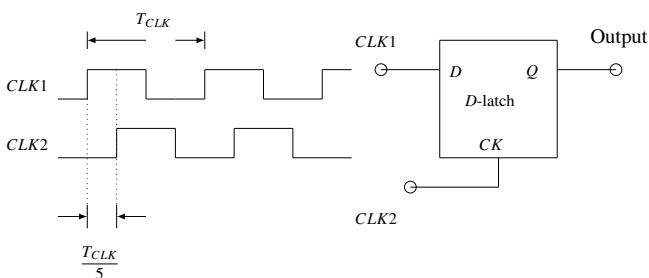 T_CLK
CLK1
CLK2
T_CLK
5
CLK1
Output
D
Q
D-latch
CK
CLK2